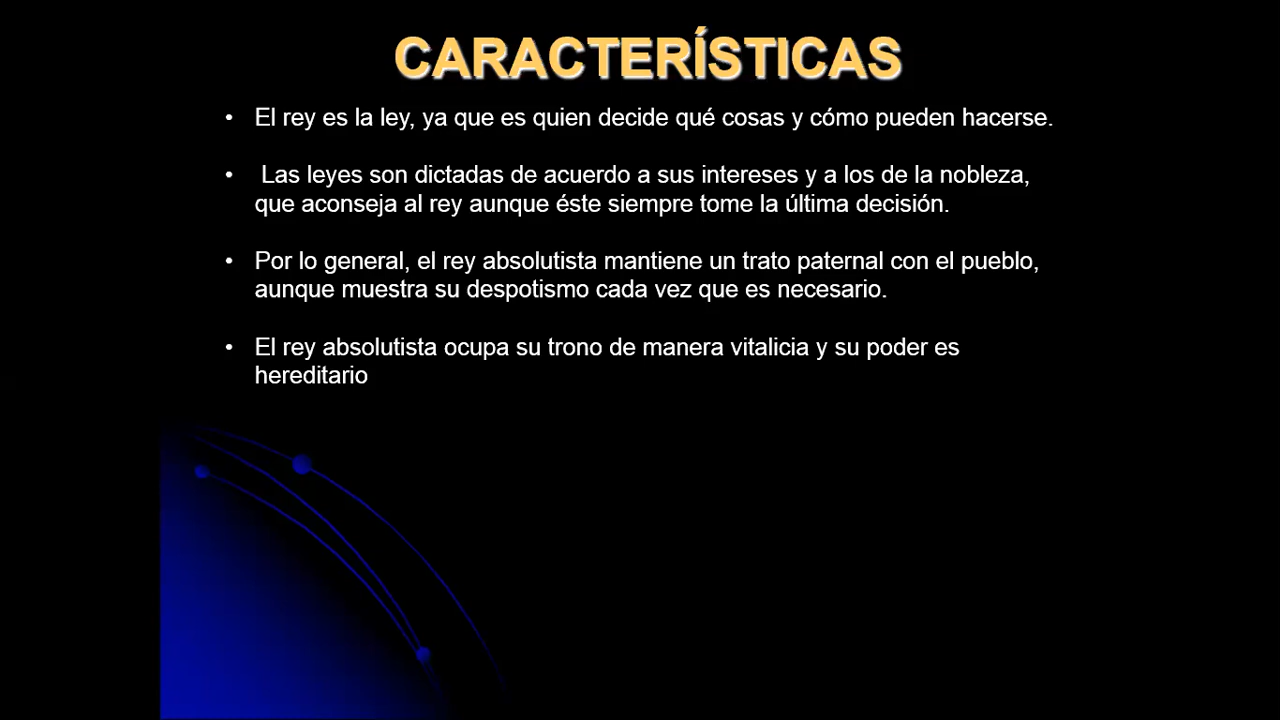 CARACTERÍSTICAS
• El rey es la ley, ya que es quien decide qué cosas y cómo pueden hacerse.
• Las leyes son dictadas de acuerdo a sus intereses y a los de la nobleza,
que aconseja al rey aunque éste siempre tome la última decisión.
• Por lo general, el rey absolutista mantiene un trato paternal con el pueblo,
aunque muestra su despotismo cada vez que es necesario.
• El rey absolutista ocupa su trono de manera vitalicia y su poder es
hereditario